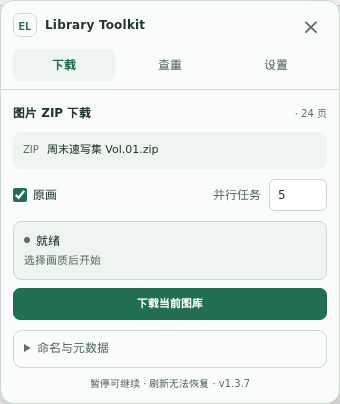 EL Library Toolkit
下载 查重 设置
图片 ZIP 下载 · 24 页
ZIP 周末速写集 Vol.01.zip
原画 并行任务 5
就绪
选择画质后开始
下载当前图库
命名与元数据
暂停可继续 · 刷新无法恢复 · v1.3.7